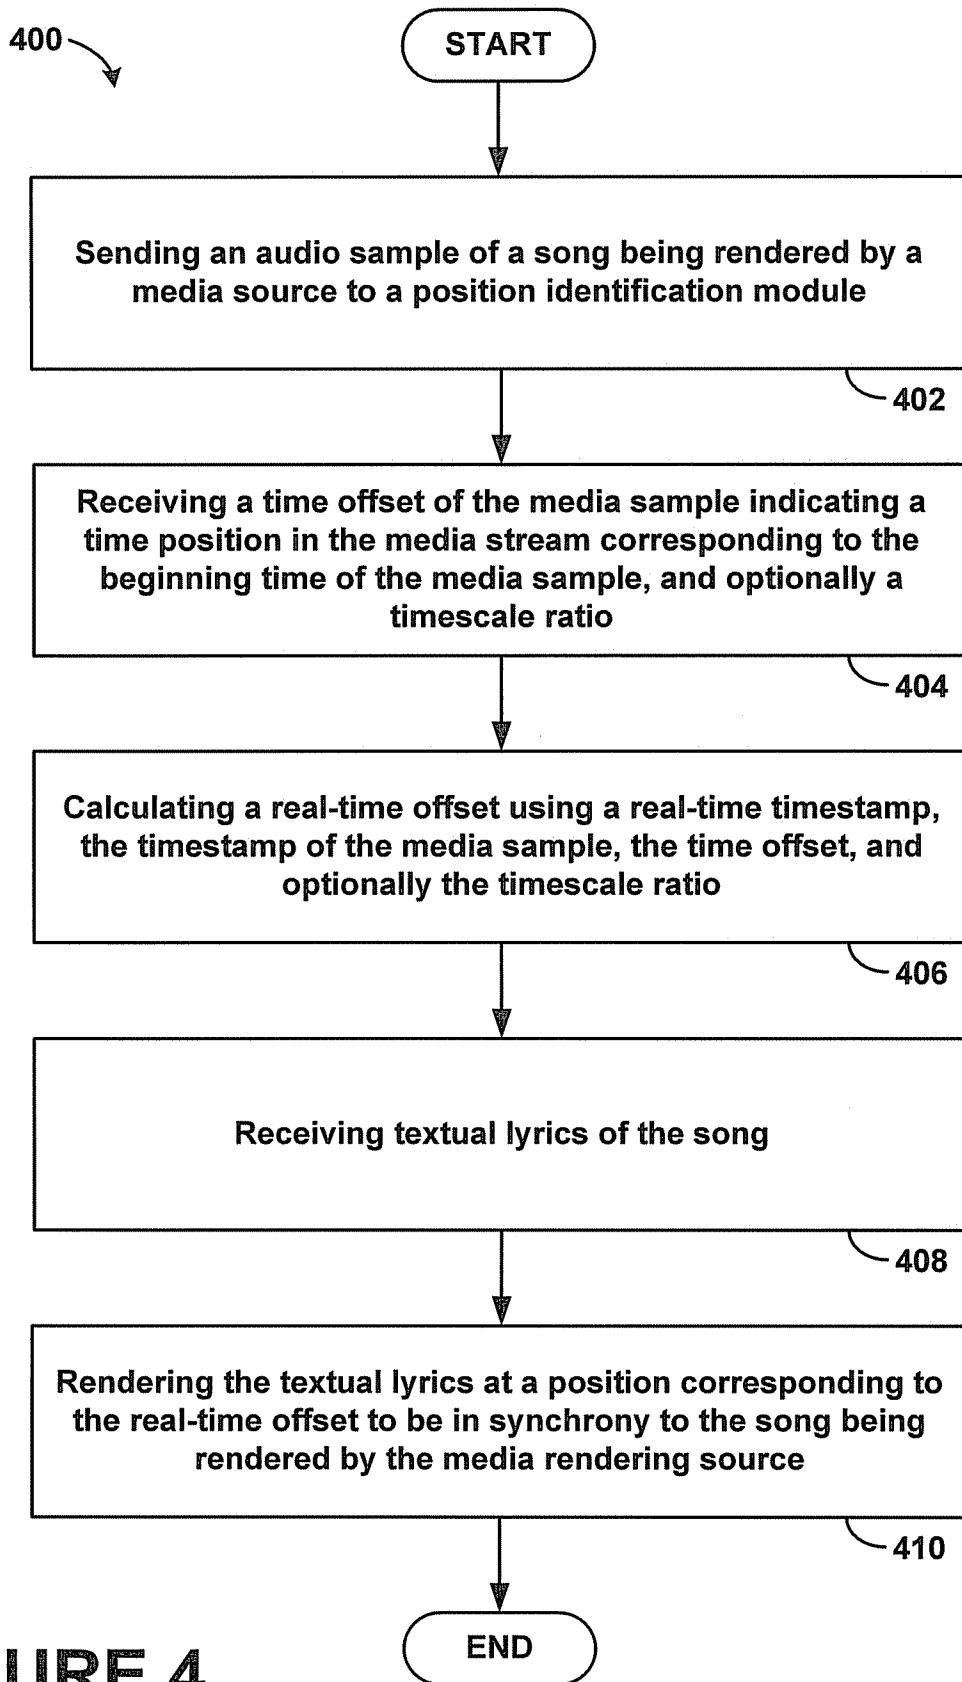 400
START
Sending an audio sample of a song being rendered by a
media source to a position identification module
402
Receiving a time offset of the media sample indicating a
time position in the media stream corresponding to the
beginning time of the media sample, and optionally a
timescale ratio
404
Calculating a real-time offset using a real-time timestamp,
the timestamp of the media sample, the time offset, and
optionally the timescale ratio
406
Receiving textual lyrics of the song
408
Rendering the textual lyrics at a position corresponding to
the real-time offset to be in synchrony to the song being
rendered by the media rendering source
410
END
URE 4